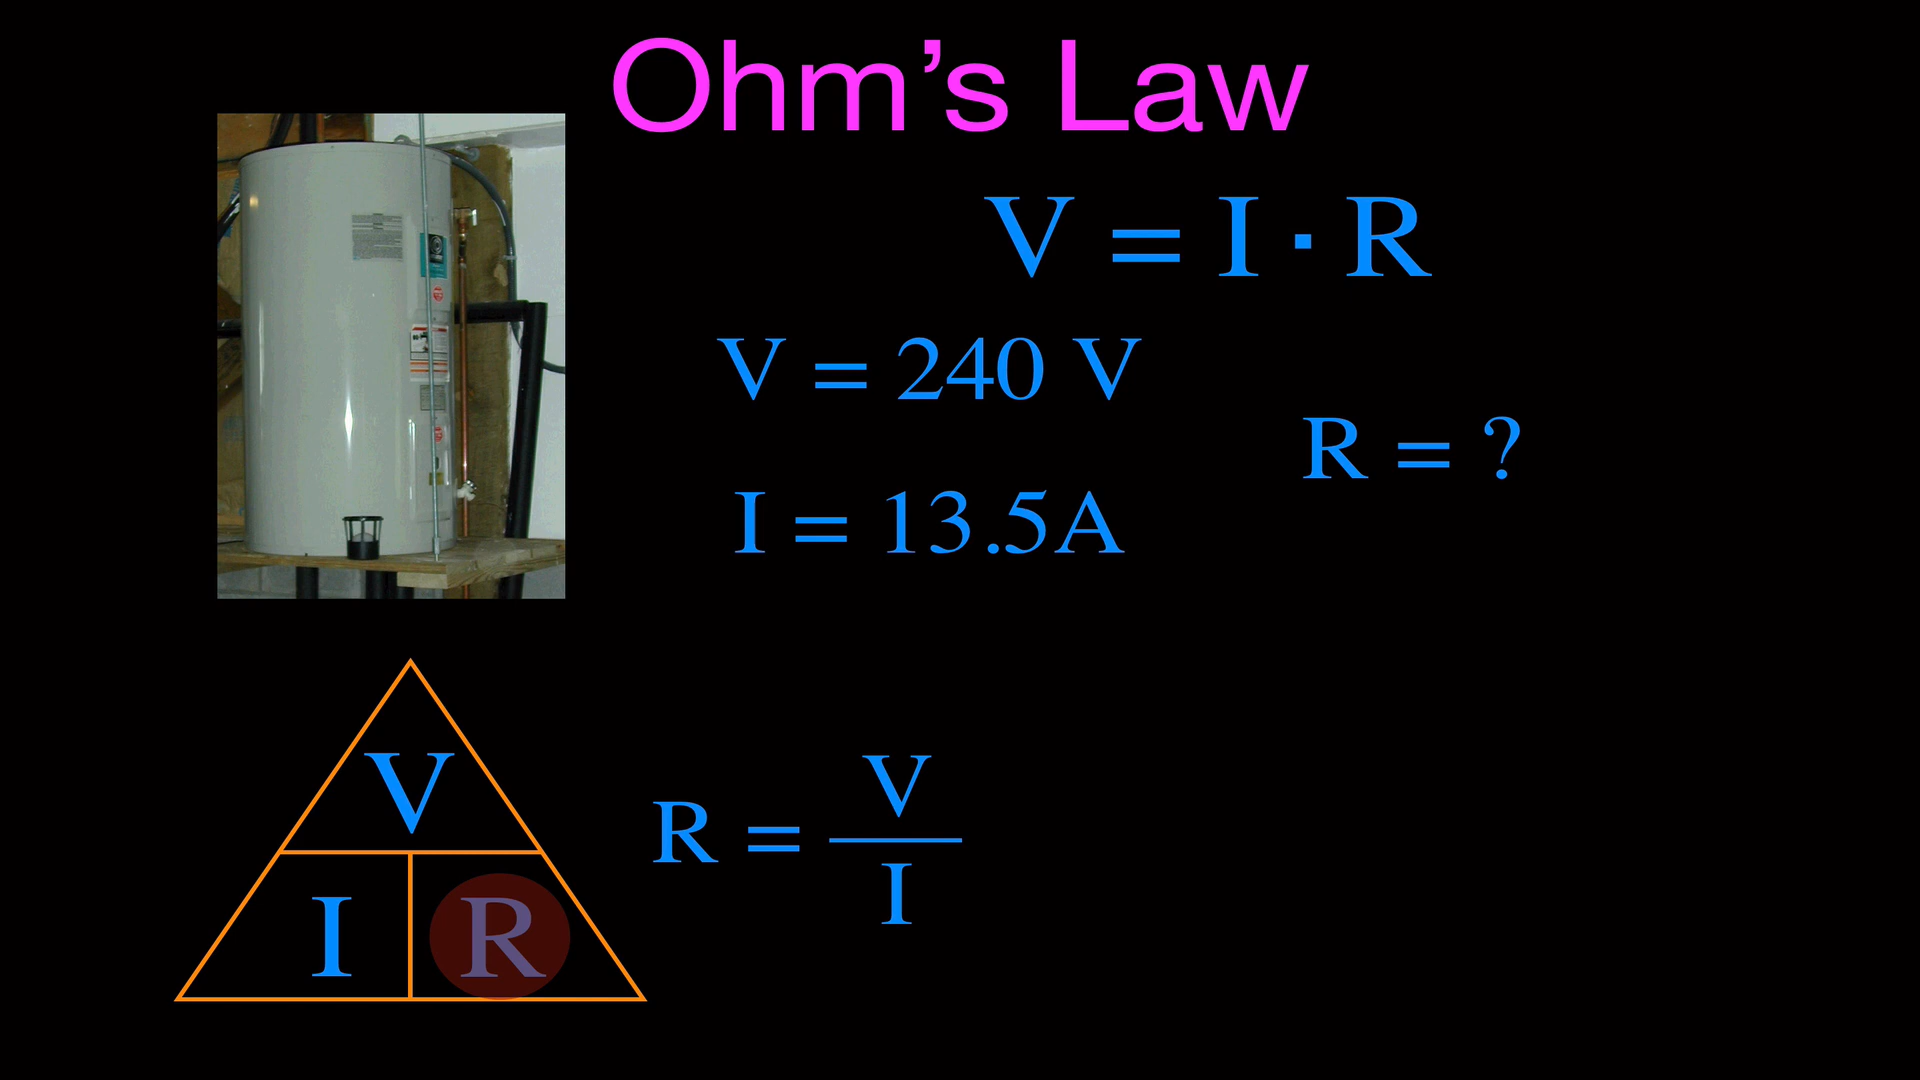 Ohm’s Law
V = I · R
V = 240 V
R = ?
I = 13.5A
V
I R
R = V
I